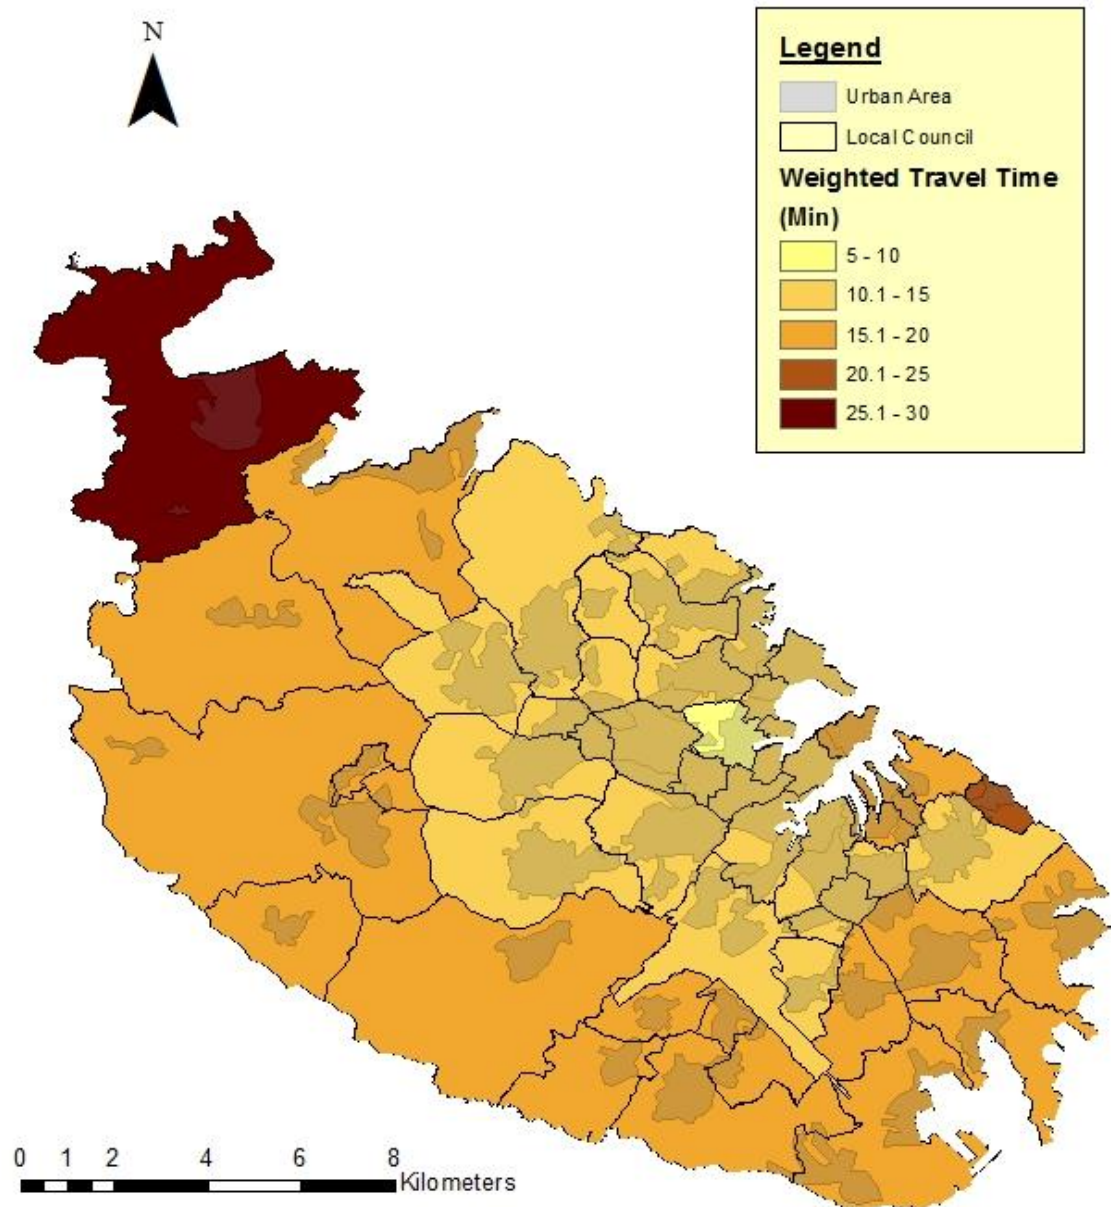 N
Legend
Urban Area
Local Council
Weighted Travel Time
(Min)
5 - 10
10.1 - 15
15.1 - 20
20.1 - 25
25.1 - 30
0 1 2 4 6 8
Kilometers